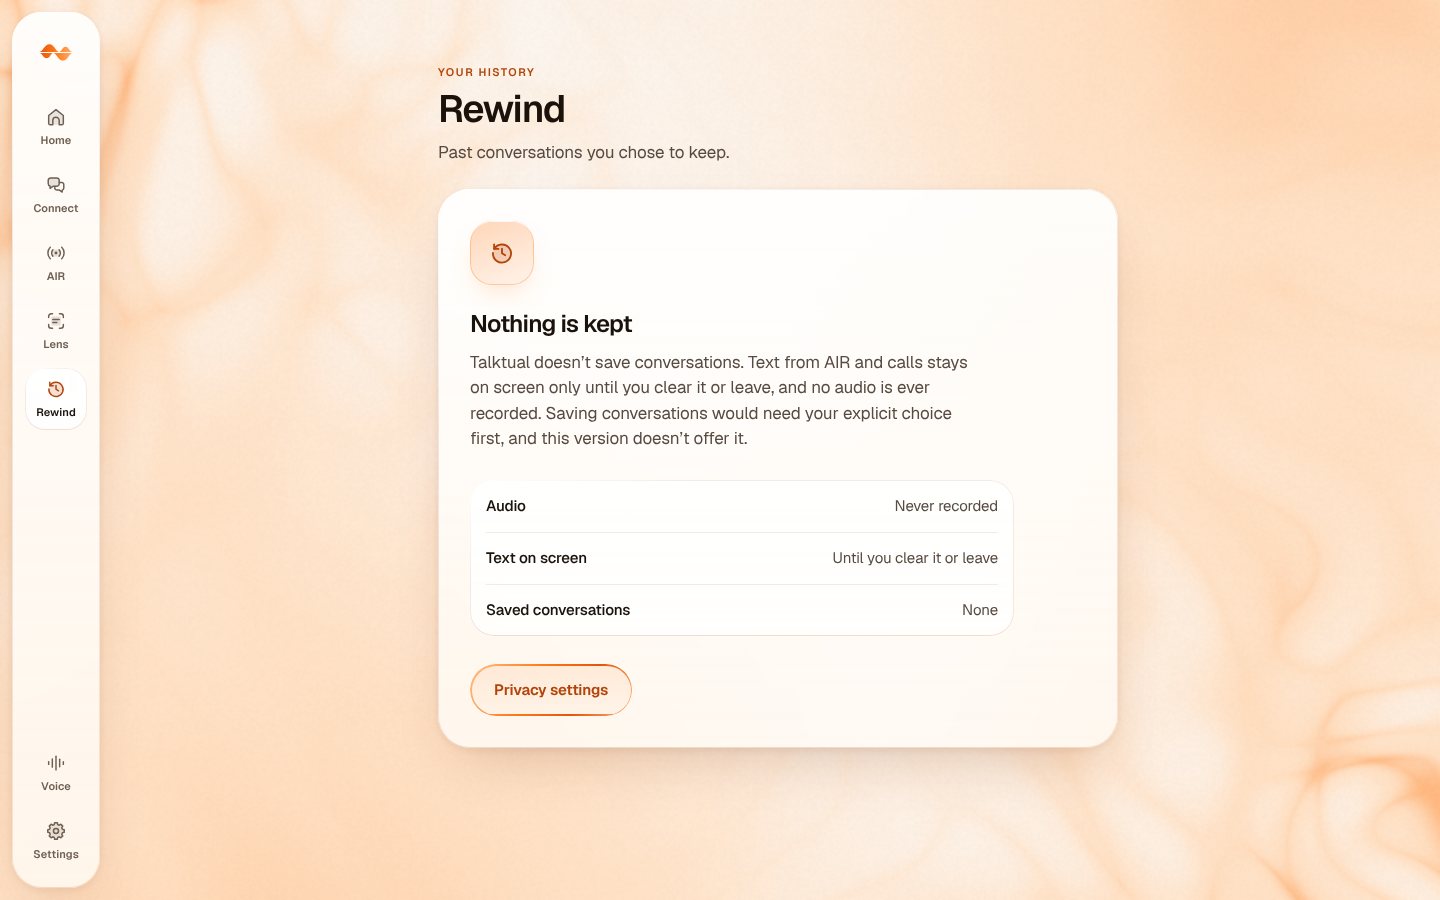 Home
Connect
AIR
Lens
Rewind
Voice
Settings
YOUR HISTORY
Rewind
Past conversations you chose to keep.
Nothing is kept
Talktual doesn’t save conversations. Text from AIR and calls stays
on screen only until you clear it or leave, and no audio is ever
recorded. Saving conversations would need your explicit choice
first, and this version doesn’t offer it.
Audio Never recorded
Text on screen Until you clear it or leave
Saved conversations None
Privacy settings